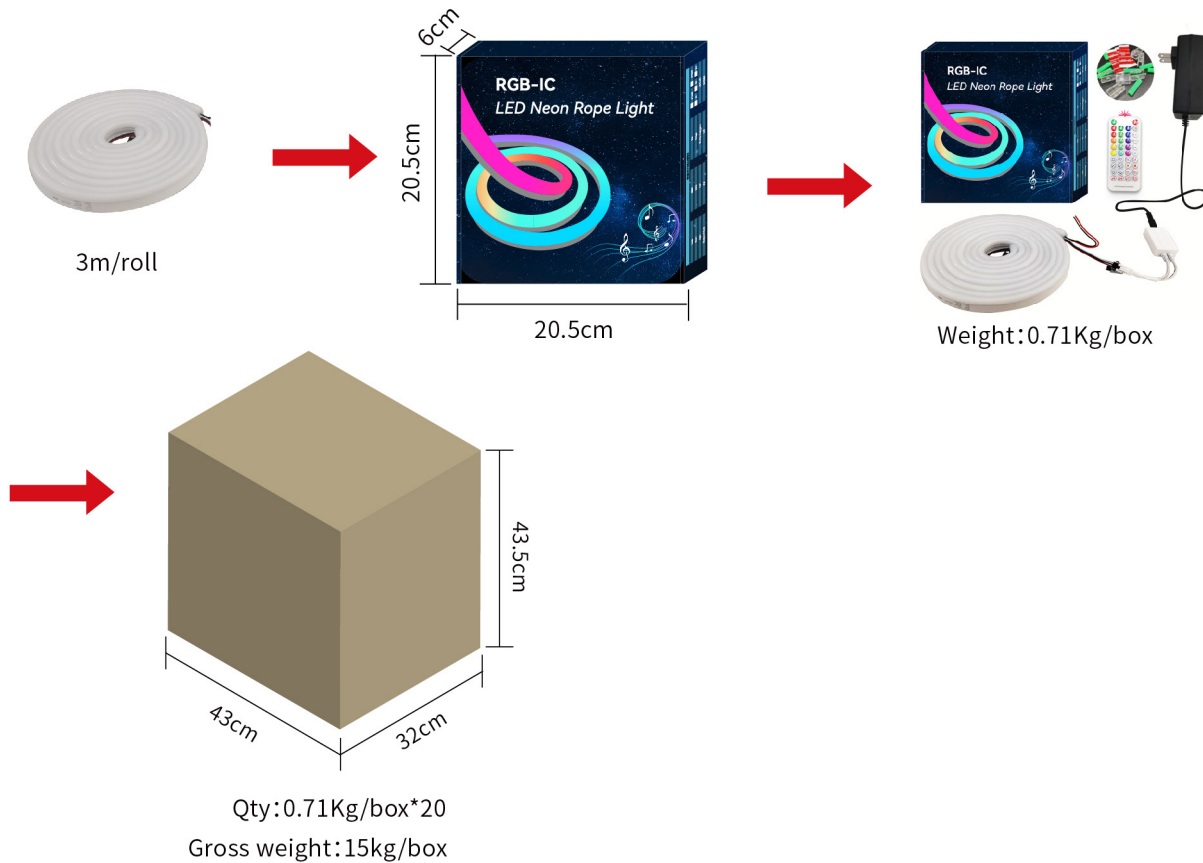 6cm
20.5cm
RGB-IC
LED Neon Rope Light
20.5cm
3m/roll
RGB-IC
LED Neon Rope Light
Weight:0.71Kg/box
43.5cm
43cm
32cm
Qty:0.71Kg/box*20
Gross weight:15kg/box